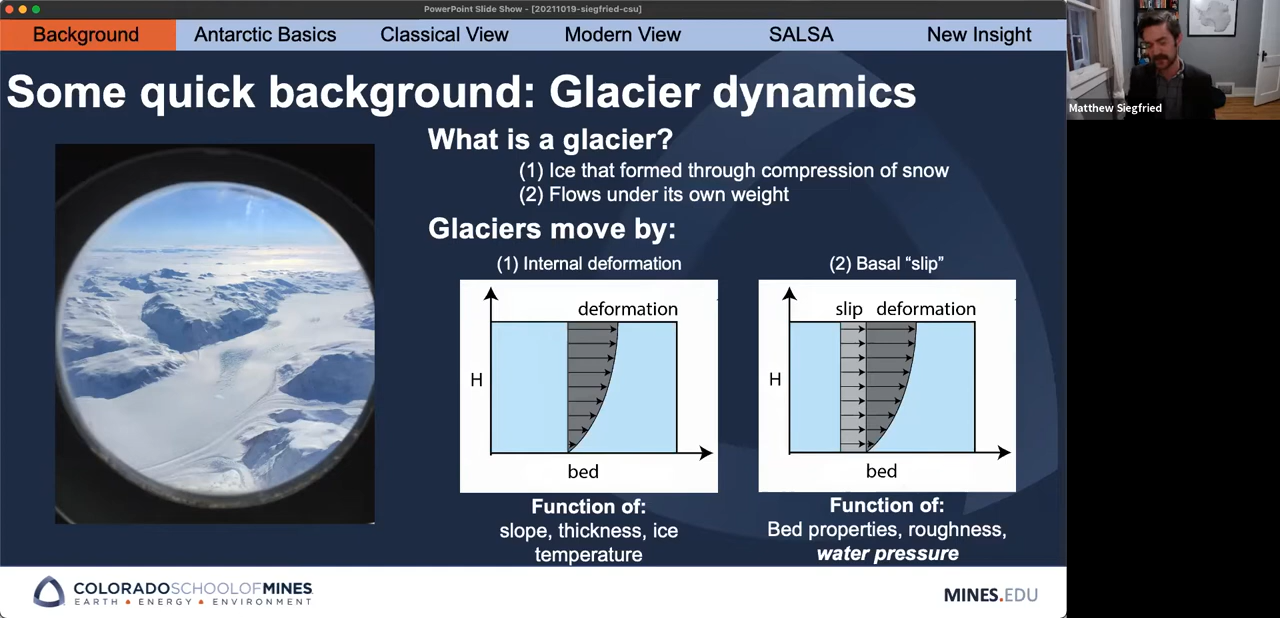 PowerPoint Slide Show - [20211019-siegfried-csu]
Background Antarctic Basics Classical View Modern View SALSA New Insight
Matthew Siegfried
Some quick background: Glacier dynamics
What is a glacier?
(1) Ice that formed through compression of snow
(2) Flows under its own weight
Glaciers move by:
(1) Internal deformation
deformation
H
bed
Function of:
slope, thickness, ice
temperature
(2) Basal “slip”
slip deformation
H
bed
Function of:
Bed properties, roughness,
water pressure
COLORADOSCHOOLOFMINES
EARTH • ENERGY • ENVIRONMENT
MINES.EDU